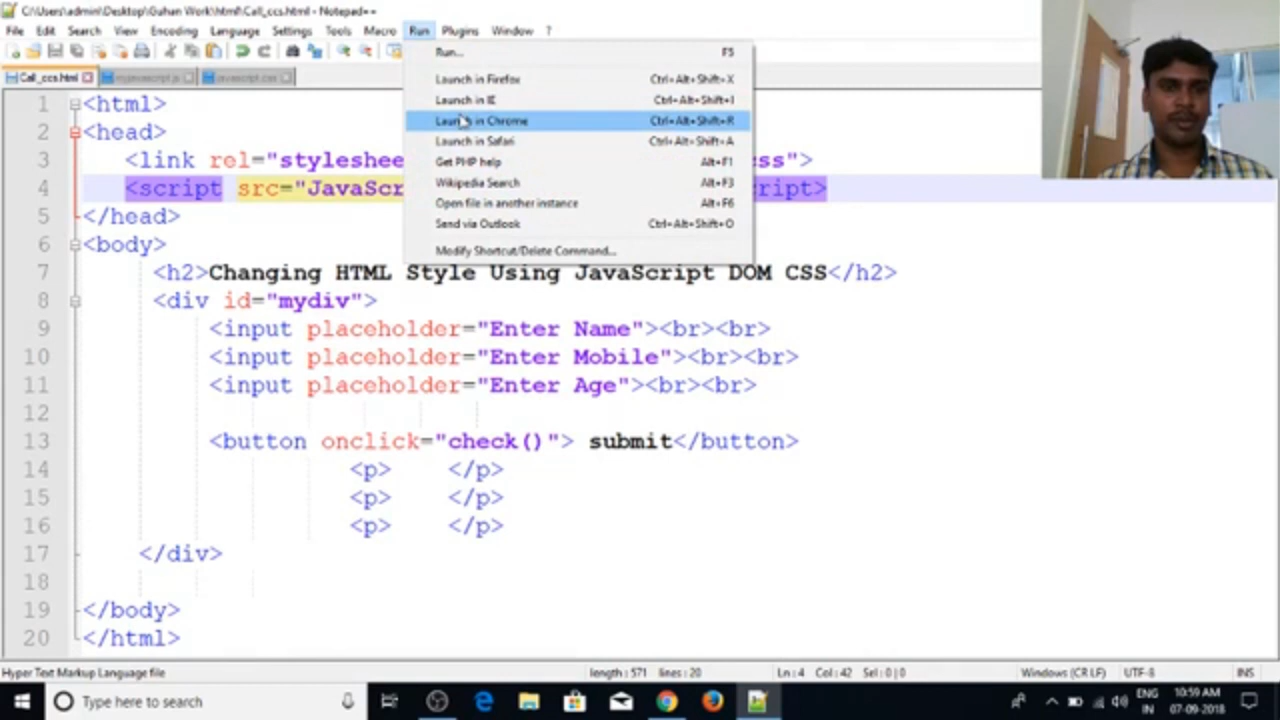 C:\Users\admin\Desktop\Guhan Work\html\Call_ccs.html - Notepad++
File Edit Search View Encoding Language Settings Tools Macro Run Plugins Window ?
Call_ccs.html
Run... F5
Launch in Firefox Ctrl+Alt+Shift+X
Launch in IE Ctrl+Alt+Shift+I
Launch in Chrome Ctrl+Alt+Shift+R
Launch in Safari Ctrl+Alt+Shift+A
Get PHP help Alt+F1
Wikipedia Search Alt+F3
Open file in another instance Alt+F6
Send via Outlook Ctrl+Alt+Shift+O
Modify Shortcut/Delete Command...
1 <html>
2 <head>
3 <link rel="styleshee ss">
4 <script src="JavaScr ript>
5 </head>
6 <body>
7 <h2>Changing HTML Style Using JavaScript DOM CSS</h2>
8 <div id="mydiv">
9 <input placeholder="Enter Name"><br><br>
10 <input placeholder="Enter Mobile"><br><br>
11 <input placeholder="Enter Age"><br><br>
12
13 <button onclick="check()"> submit</button>
14 <p> </p>
15 <p> </p>
16 <p> </p>
17 </div>
18
19 </body>
20 </html>
Hyper Text Markup Language file length : 571 lines : 20 Ln : 4 Col : 42 Sel : 0 | 0 Windows (CR LF) UTF-8 INS
Type here to search
ENG
IN
10:59 AM
07-09-2018